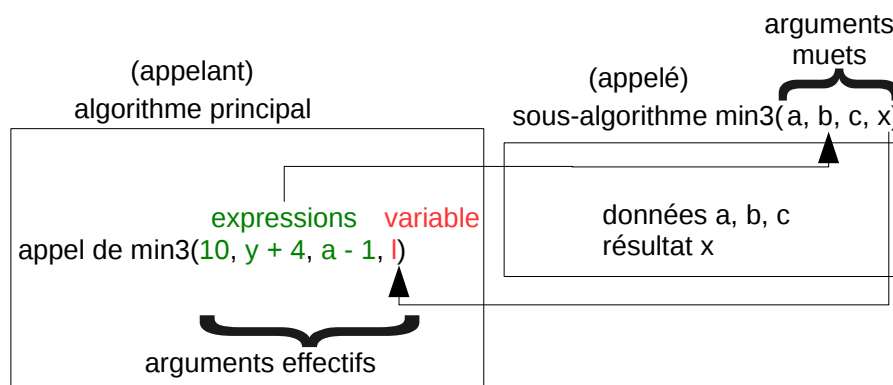 arguments
muets
(appelant)
(appelé)
algorithme principal
sous-algorithme min3(a, b, c, x)
expressions variable
appel de min3(10, y + 4, a - 1, l)
données a, b, c
résultat x
arguments effectifs